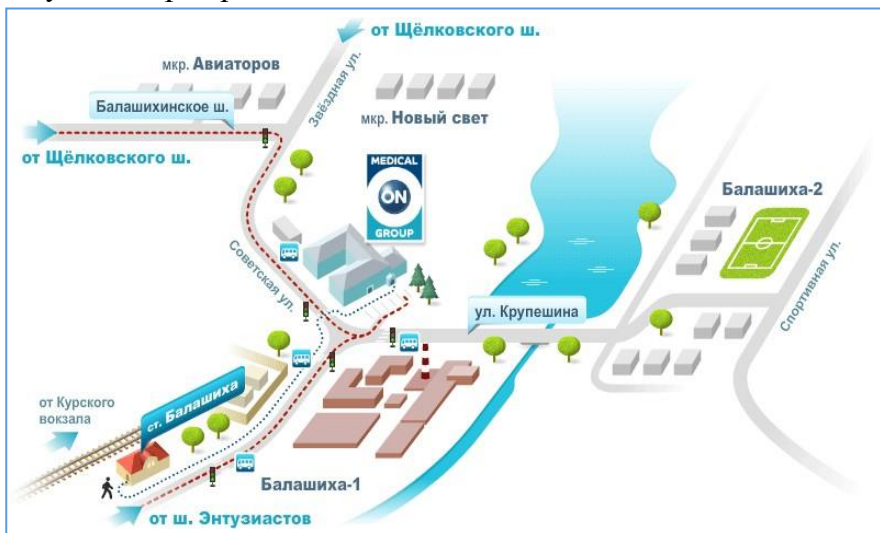 от Щёлковского ш.
мкр. Авиаторов
Звёздная ул.
Балашихинское ш.
мкр. Новый свет
от Щёлковского ш.
MEDICAL
ON
GROUP
Балашиха-2
Советская ул.
Спортивная ул.
ул. Крупешина
от Курского
вокзала
ст. Балашиха
Балашиха-1
от ш. Энтузиастов